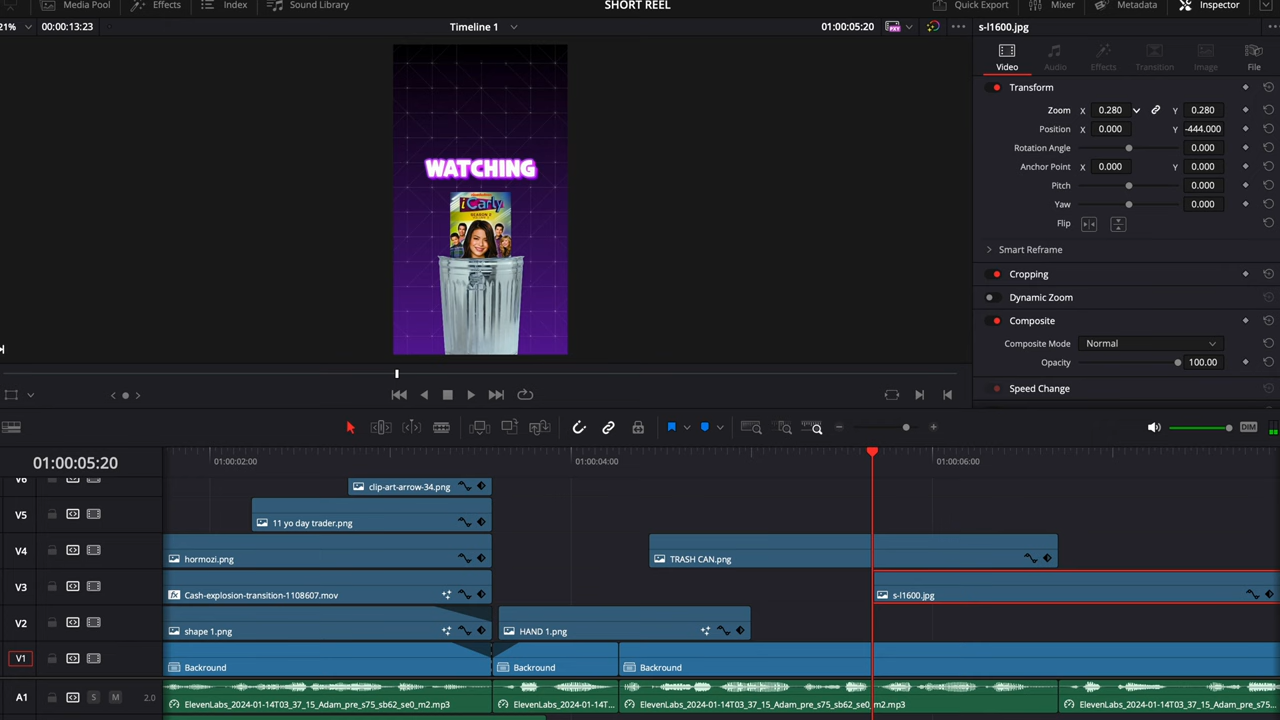 Media Pool Effects Index Sound Library SHORT REEL Quick Export Mixer Metadata Inspector
21% 00:00:13:23 Timeline 1 01:00:05:20 s-l1600.jpg
Video Audio Effects Transition Image File
Transform
Zoom X 0.280 Y 0.280
Position X 0.000 Y -444.000
Rotation Angle 0.000
Anchor Point X 0.000 Y 0.000
Pitch 0.000
Yaw 0.000
Flip
Smart Reframe
Cropping
Dynamic Zoom
Composite
Composite Mode Normal
Opacity 100.00
Speed Change
WATCHING
iCarly
DIM
01:00:05:20 01:00:02:00 01:00:04:00 01:00:06:00
V6 clip-art-arrow-34.png
V5 11 yo day trader.png
V4 hormozi.png TRASH CAN.png
V3 Cash-explosion-transition-1108607.mov s-l1600.jpg
V2 shape 1.png HAND 1.png
V1 Backround Backround Backround
A1 S M 2.0 ElevenLabs_2024-01-14T03_37_15_Adam_pre_s75_sb62_se0_m2.mp3 ElevenLabs_2024-01-14T... ElevenLabs_2024-01-14T03_37_15_Adam_pre_s75_sb62_se0_m2.mp3 ElevenLabs_2024-01-14T03_37_15_Ada